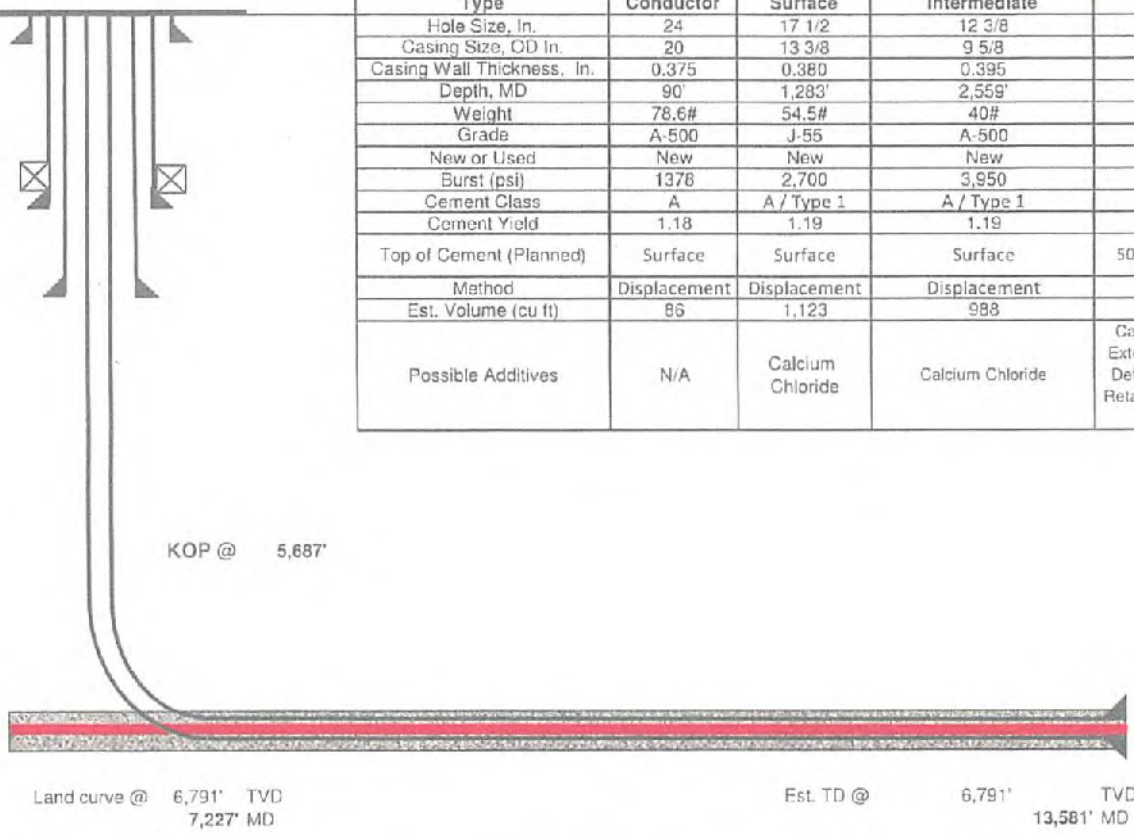 Type Conductor Surface Intermediate
Hole Size, In. 24 17 1/2 12 3/8
Casing Size, OD In. 20 13 3/8 9 5/8
Casing Wall Thickness, In. 0.375 0.380 0.395
Depth, MD 90' 1,283' 2,559'
Weight 78.6# 54.5# 40#
Grade A-500 J-55 A-500
New or Used New New New
Burst (psi) 1378 2,700 3,950
Cement Class A A / Type 1 A / Type 1
Cement Yield 1.18 1.19 1.19
Top of Cement (Planned) Surface Surface Surface 50
Method Displacement Displacement Displacement
Est. Volume (cu ft) 86 1,123 988
Possible Additives N/A Calcium Chloride Calcium Chloride
KOP @ 5,687'
Land curve @ 6,791' TVD
7,227' MD
Est. TD @ 6,791' TVD
13,581' MD